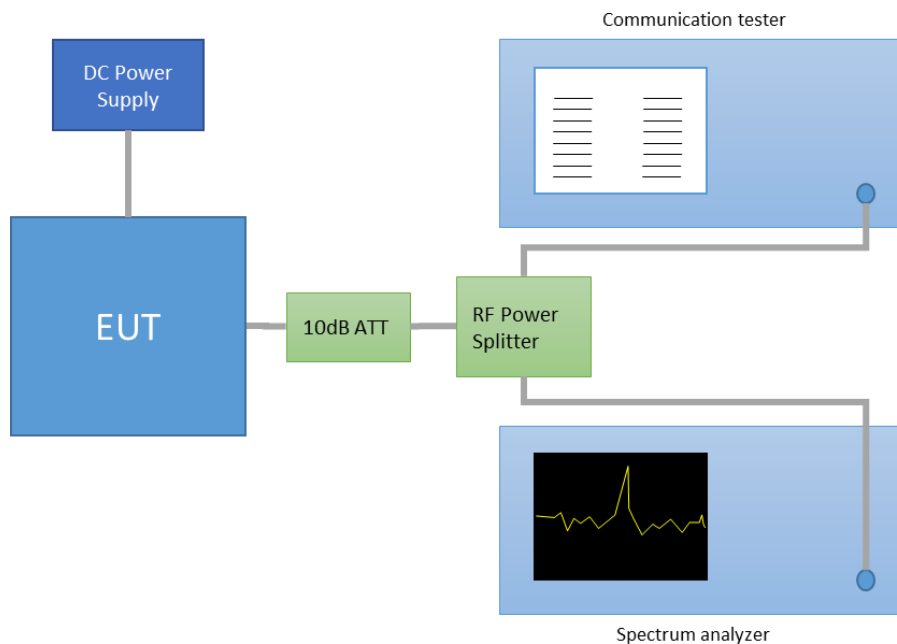 Communication tester
DC Power
Supply
EUT
10dB ATT
RF Power
Splitter
Spectrum analyzer